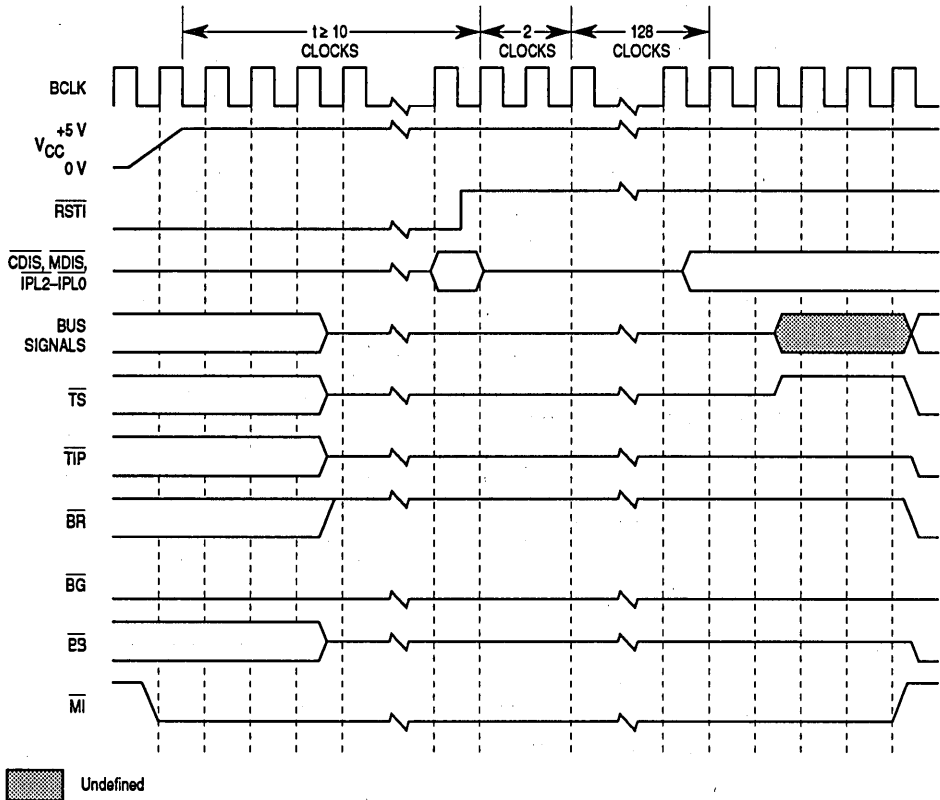 t ≥ 10 CLOCKS
2 CLOCKS
128 CLOCKS
BCLK
+5 V
VCC
0 V
RSTI
CDIS, MDIS,
IPL2–IPL0
BUS
SIGNALS
TS
TIP
BR
BG
BB
MI
Undefined